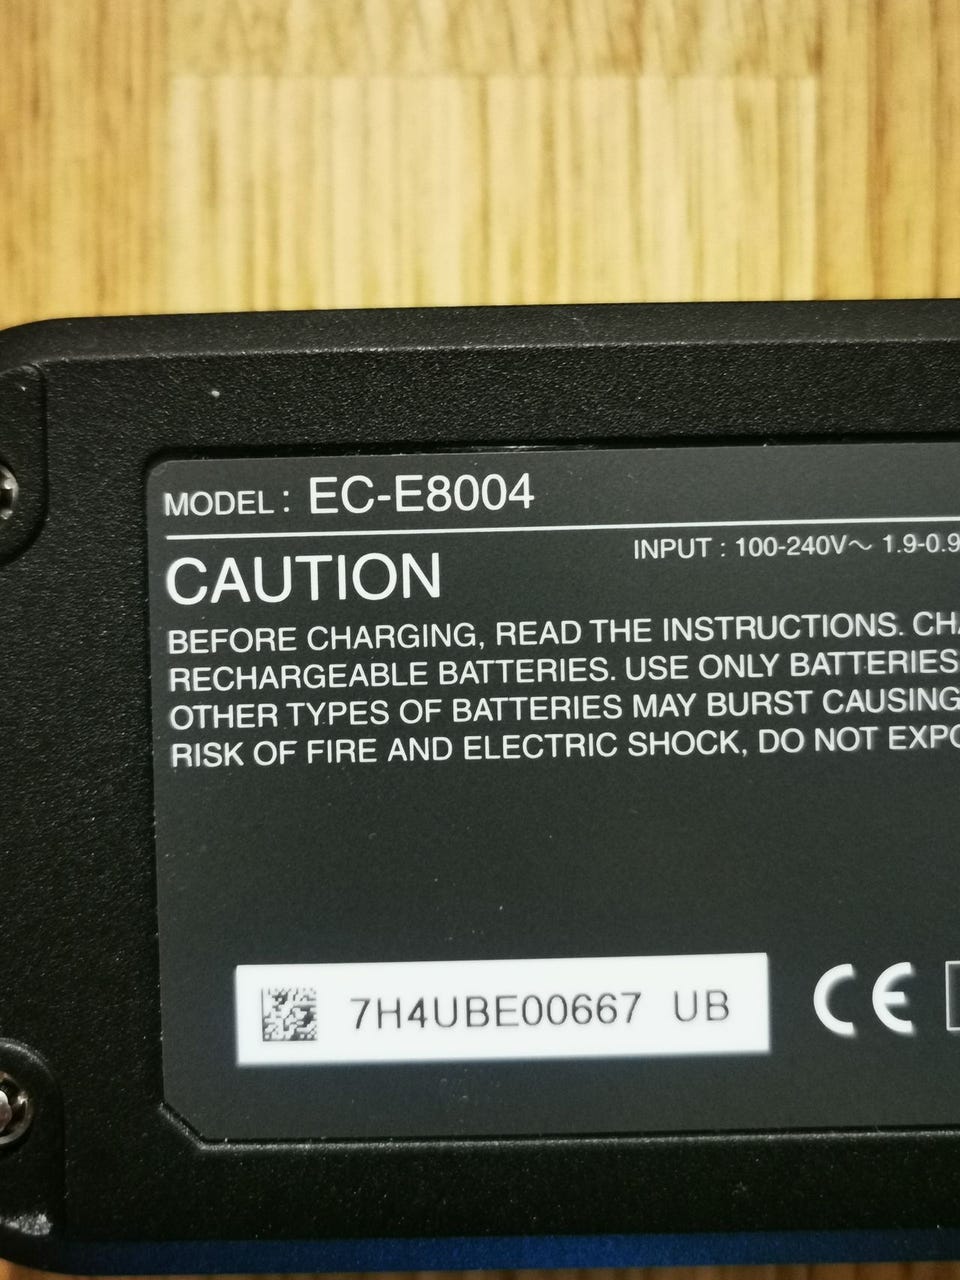 MODEL : EC-E8004
INPUT : 100-240V～ 1.9-0.9
CAUTION
BEFORE CHARGING, READ THE INSTRUCTIONS.
RECHARGEABLE BATTERIES. USE ONLY BATTERIES
OTHER TYPES OF BATTERIES MAY BURST CAUSING
RISK OF FIRE AND ELECTRIC SHOCK, DO NOT
7H4UBE00667 UB
CE